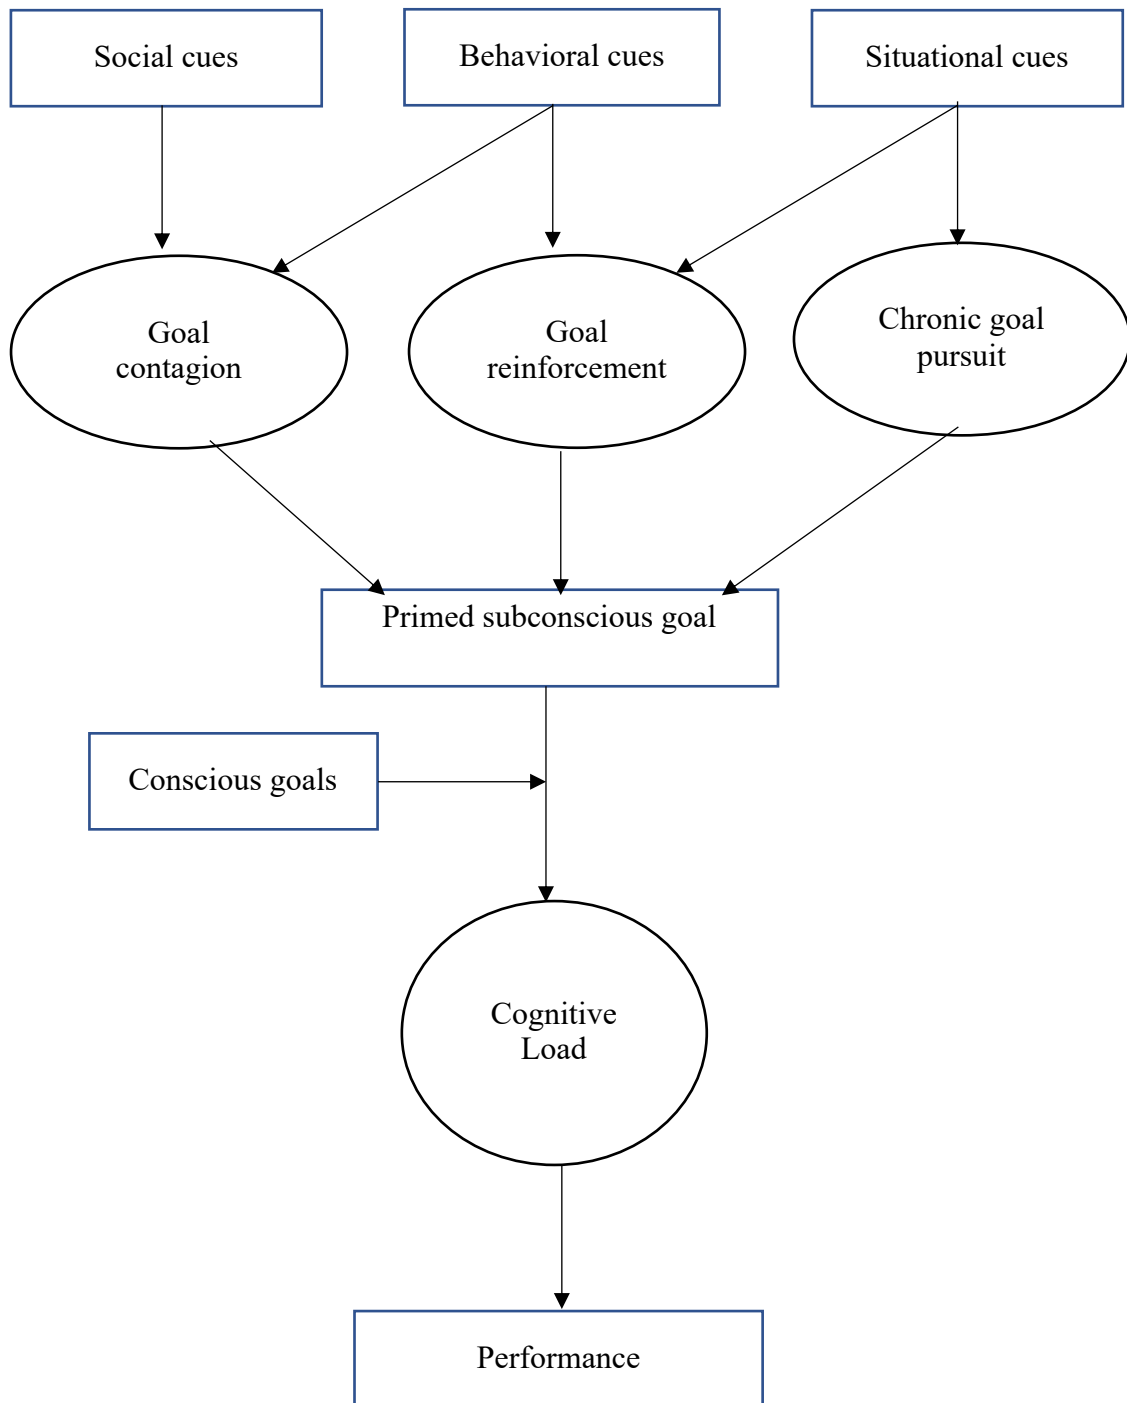 Social cues
Behavioral cues
Situational cues
Goal
contagion
Goal
reinforcement
Chronic goal
pursuit
Primed subconscious goal
Conscious goals
Cognitive
Load
Performance